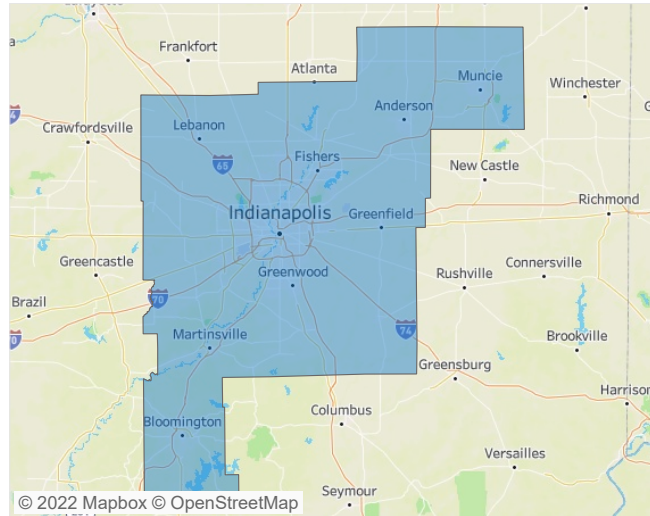 Frankfort
Atlanta
Muncie
Winchester
Anderson
Crawfordsville
Lebanon
65
Fishers
New Castle
Richmond
Indianapolis
Greenfield
Greencastle
Greenwood
Connersville
Rushville
Brazil
70
74
Martinsville
Brookville
Greensburg
Harrison
Columbus
Bloomington
Versailles
Seymour
© 2022 Mapbox © OpenStreetMap